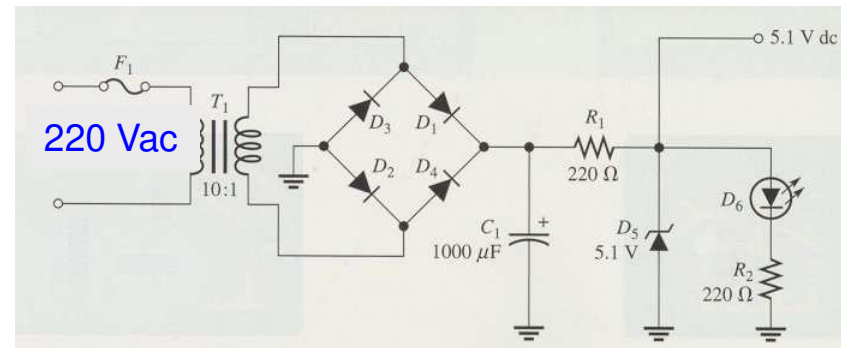 5.1 V dc
F1
T1
220 Vac
10:1
D3
D1
D2
D4
R1
220 Ω
C1
+
1000 μF
D5
5.1 V
D6
R2
220 Ω